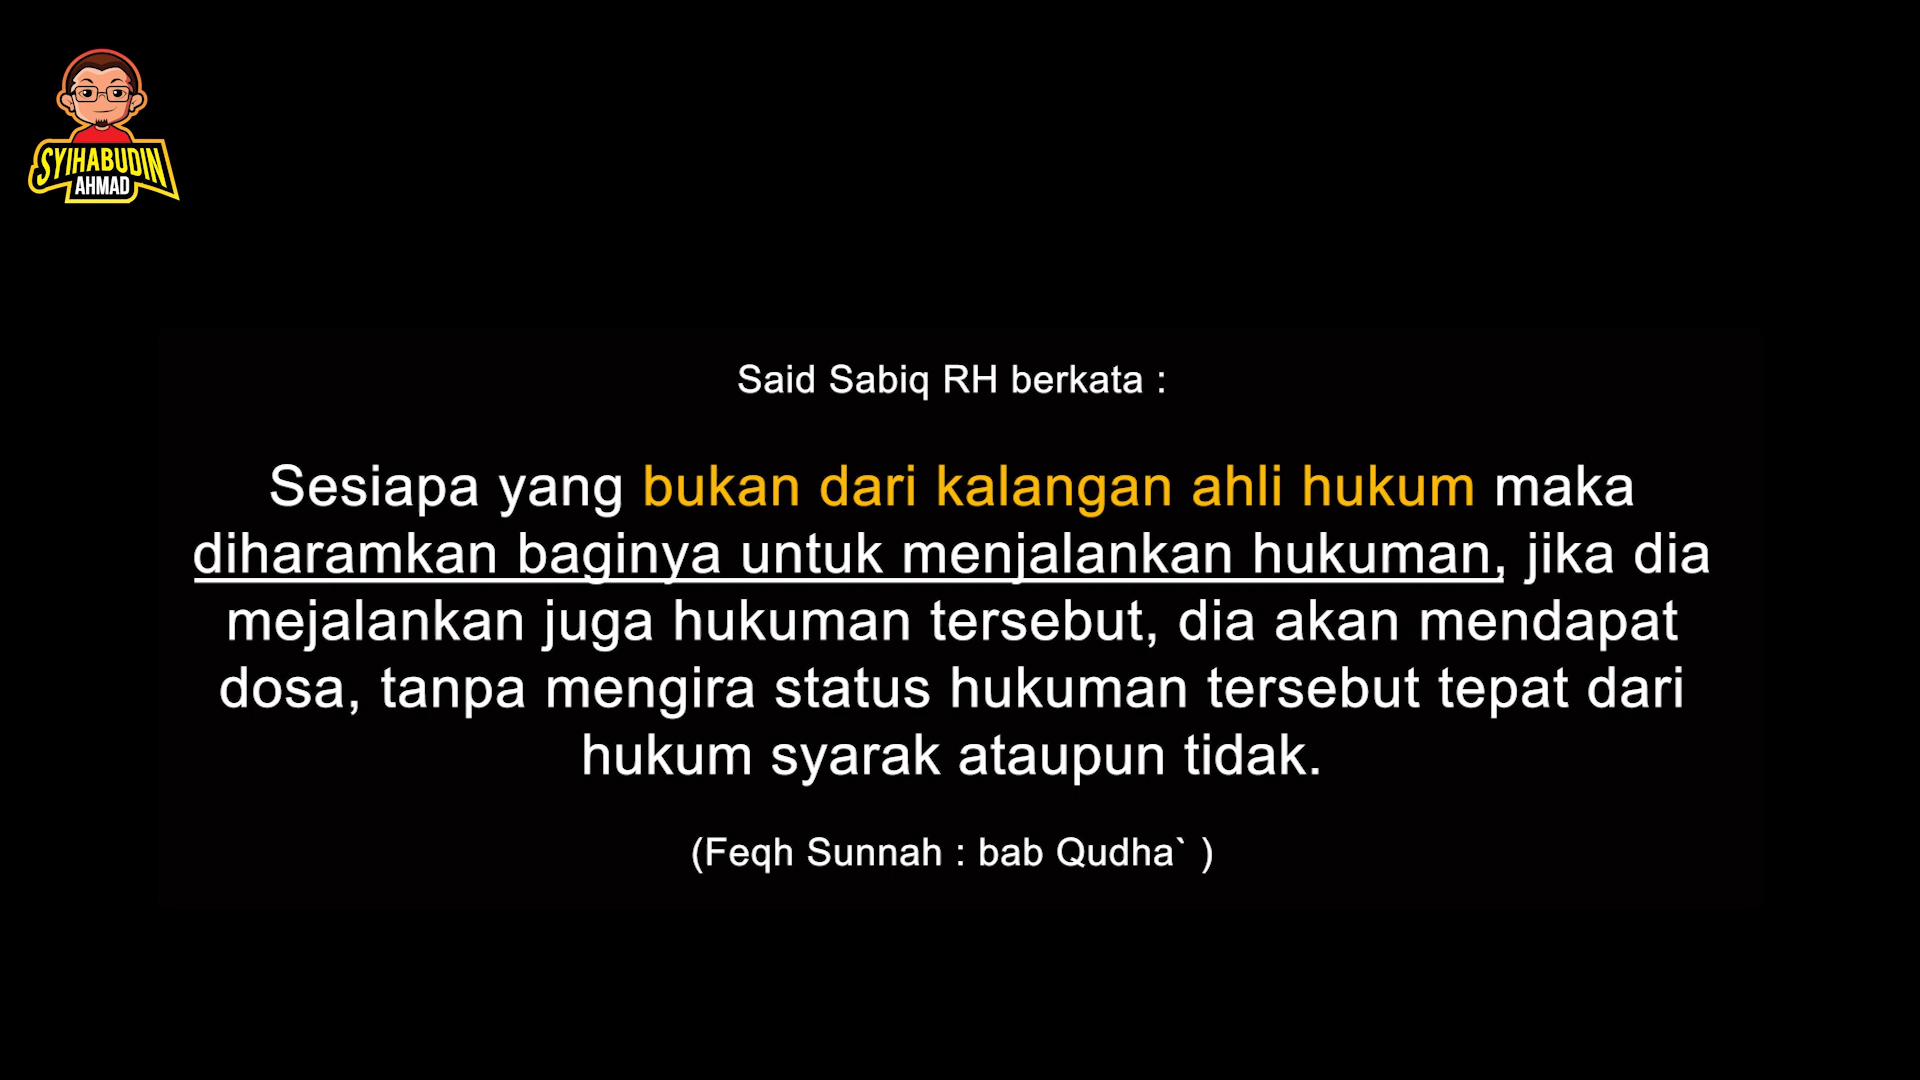 SYIHABUDIN
AHMAD
Said Sabiq RH berkata :
Sesiapa yang bukan dari kalangan ahli hukum maka
diharamkan baginya untuk menjalankan hukuman, jika dia
mejalankan juga hukuman tersebut, dia akan mendapat
dosa, tanpa mengira status hukuman tersebut tepat dari
hukum syarak ataupun tidak.
(Feqh Sunnah : bab Qudha` )